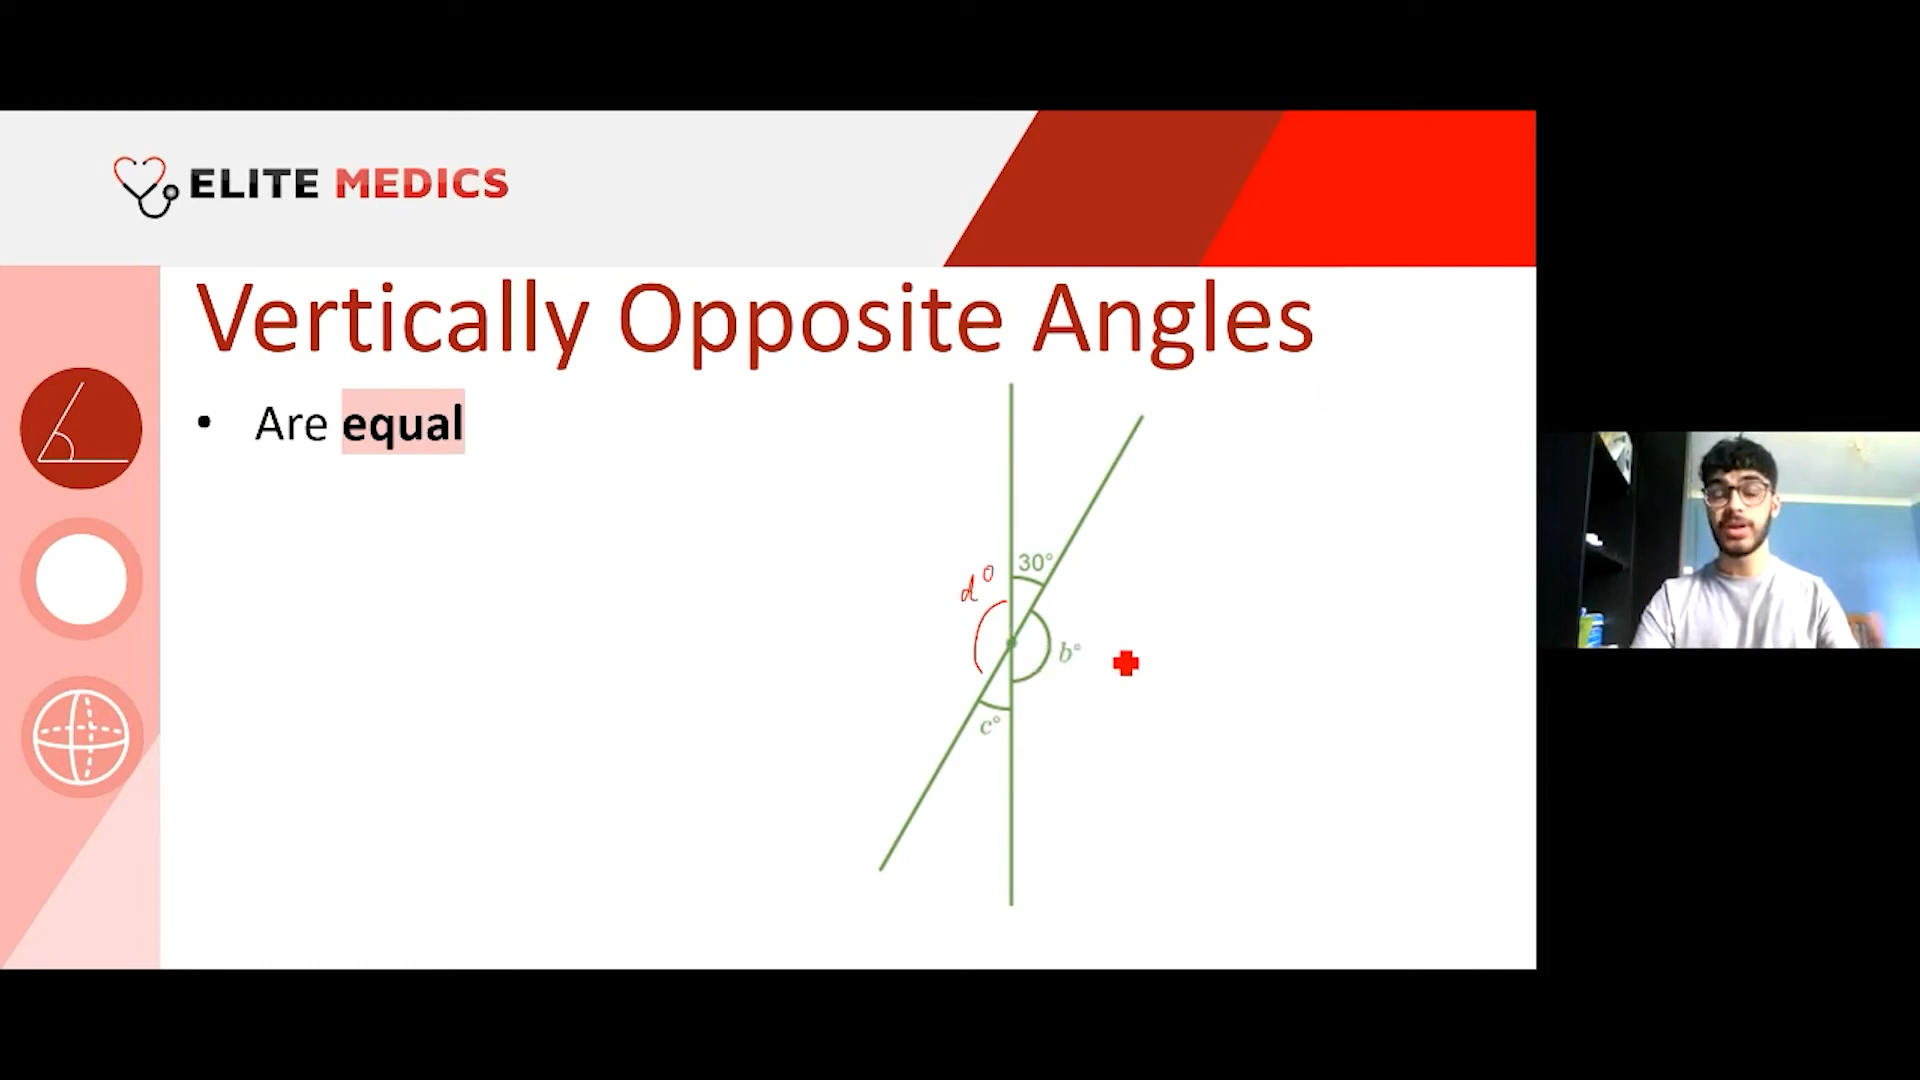 ELITE MEDICS
Vertically Opposite Angles
• Are equal
30°
d°
b°
c°